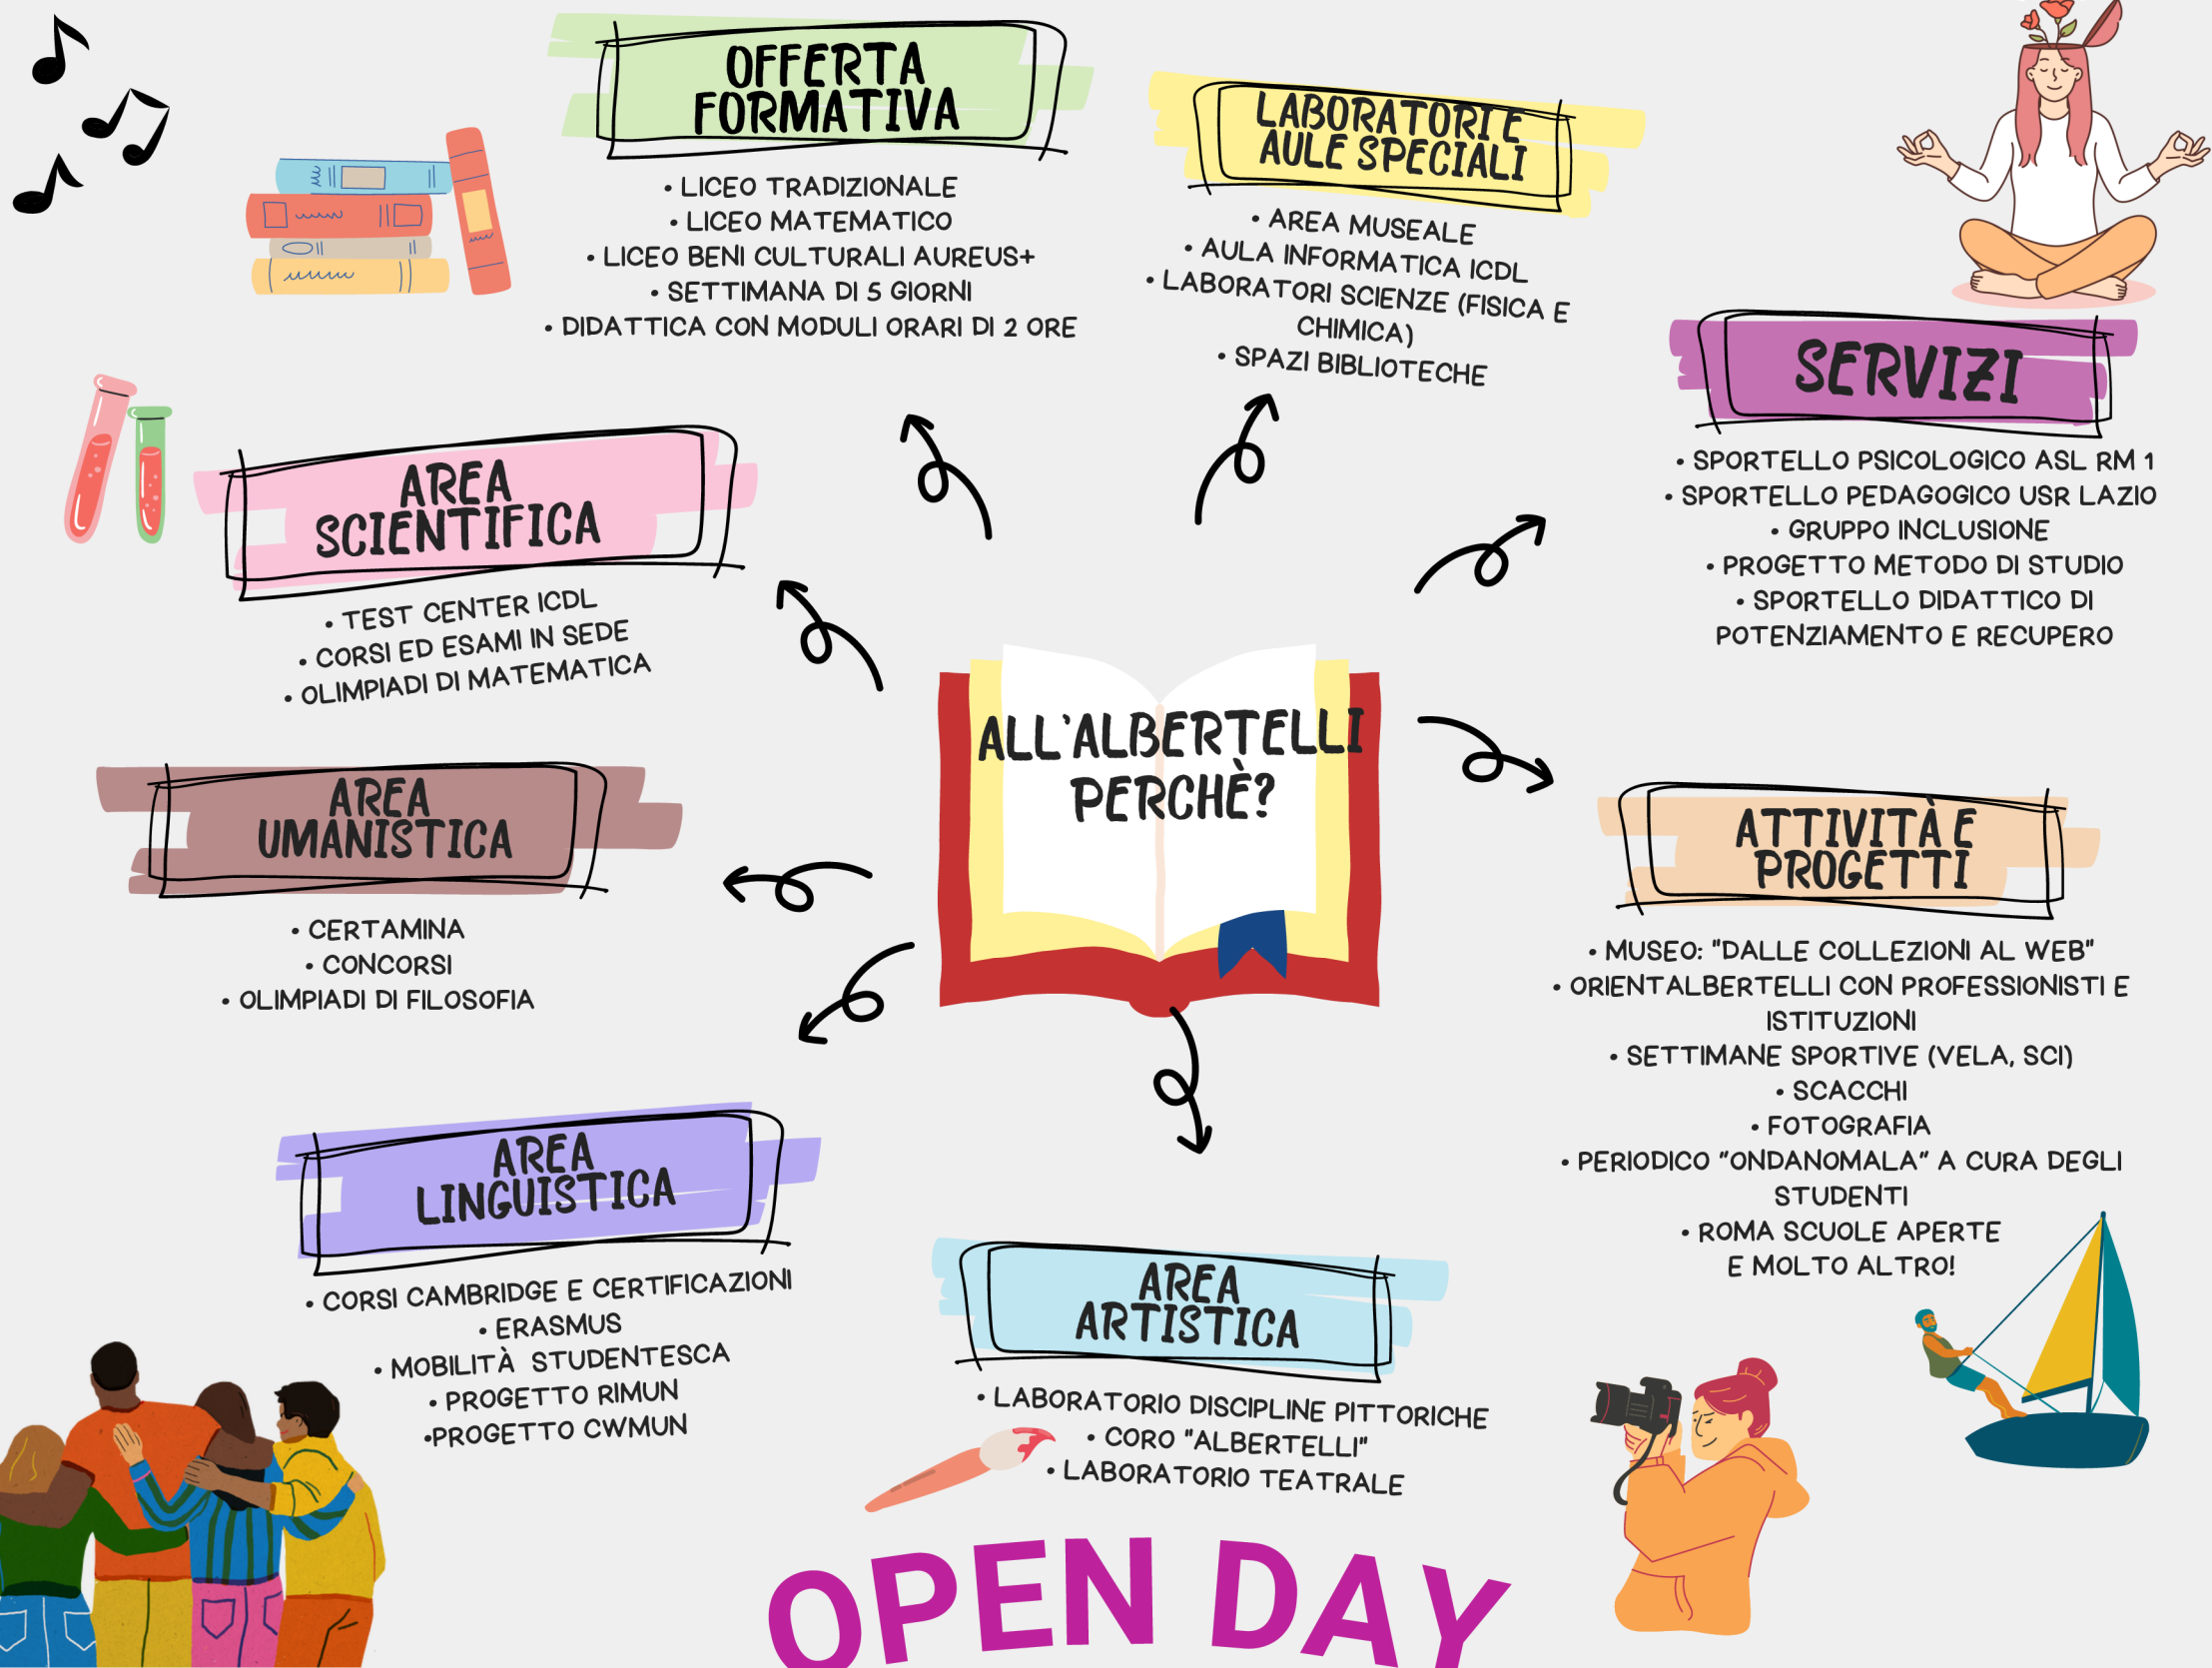 OFFERTA
FORMATIVA
• LICEO TRADIZIONALE
• LICEO MATEMATICO
• LICEO BENI CULTURALI AUREUS+
• SETTIMANA DI 5 GIORNI
• DIDATTICA CON MODULI ORARI DI 2 ORE
LABORATORI E
AULE SPECIALI
• AREA MUSEALE
• AULA INFORMATICA ICDL
• LABORATORI SCIENZE (FISICA E
CHIMICA)
• SPAZI BIBLIOTECHE
SERVIZI
• SPORTELLO PSICOLOGICO ASL RM 1
• SPORTELLO PEDAGOGICO USR LAZIO
• GRUPPO INCLUSIONE
• PROGETTO METODO DI STUDIO
• SPORTELLO DIDATTICO DI
POTENZIAMENTO E RECUPERO
AREA
SCIENTIFICA
• TEST CENTER ICDL
• CORSI ED ESAMI IN SEDE
• OLIMPIADI DI MATEMATICA
ALL'ALBERTELLI
PERCHÈ?
AREA
UMANISTICA
• CERTAMINA
• CONCORSI
• OLIMPIADI DI FILOSOFIA
ATTIVITÀ E
PROGETTI
• MUSEO: "DALLE COLLEZIONI AL WEB"
• ORIENTALBERTELLI CON PROFESSIONISTI E
ISTITUZIONI
• SETTIMANE SPORTIVE (VELA, SCI)
• SCACCHI
• FOTOGRAFIA
• PERIODICO "ONDANOMALA" A CURA DEGLI
STUDENTI
• ROMA SCUOLE APERTE
E MOLTO ALTRO!
AREA
LINGUISTICA
• CORSI CAMBRIDGE E CERTIFICAZIONI
• ERASMUS
• MOBILITÀ STUDENTESCA
• PROGETTO RIMUN
•PROGETTO CWMUN
AREA
ARTISTICA
• LABORATORIO DISCIPLINE PITTORICHE
• CORO "ALBERTELLI"
• LABORATORIO TEATRALE
OPEN DAY